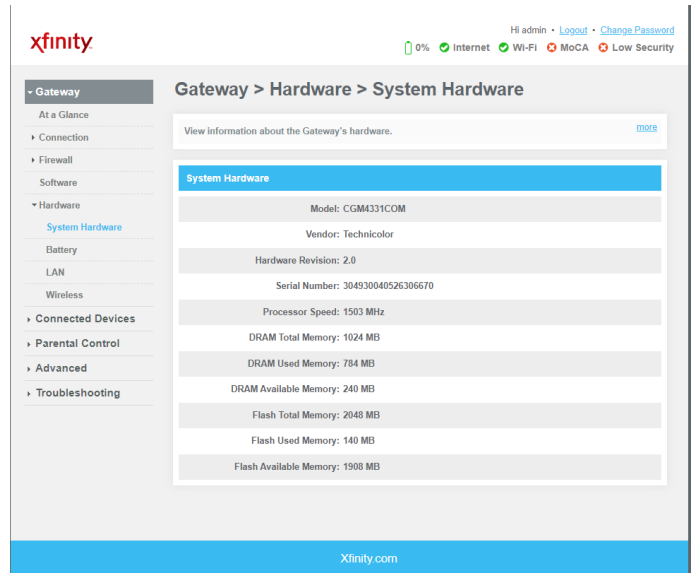 xfinity
Hi admin • Logout • Change Password
0% Internet Wi-Fi MoCA Low Security
Gateway
At a Glance
Connection
Firewall
Software
Hardware
System Hardware
Battery
LAN
Wireless
Connected Devices
Parental Control
Advanced
Troubleshooting
Gateway > Hardware > System Hardware
View information about the Gateway's hardware. more
System Hardware
Model: CGM4331COM
Vendor: Technicolor
Hardware Revision: 2.0
Serial Number: 304930040526306670
Processor Speed: 1503 MHz
DRAM Total Memory: 1024 MB
DRAM Used Memory: 784 MB
DRAM Available Memory: 240 MB
Flash Total Memory: 2048 MB
Flash Used Memory: 140 MB
Flash Available Memory: 1908 MB
Xfinity.com